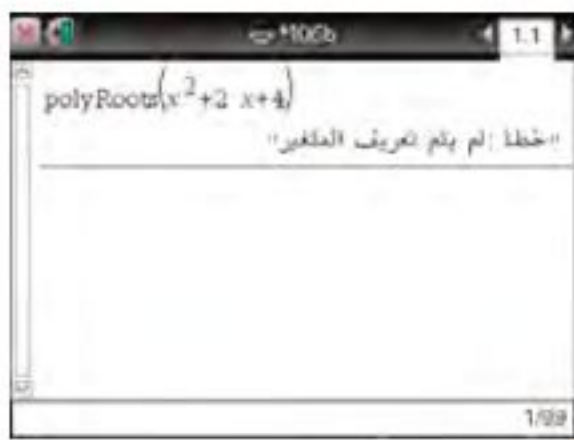 1.1
polyRoots(x²+2 x+4)
"خطأ :لم يتم تعريف المتغير"
1/99